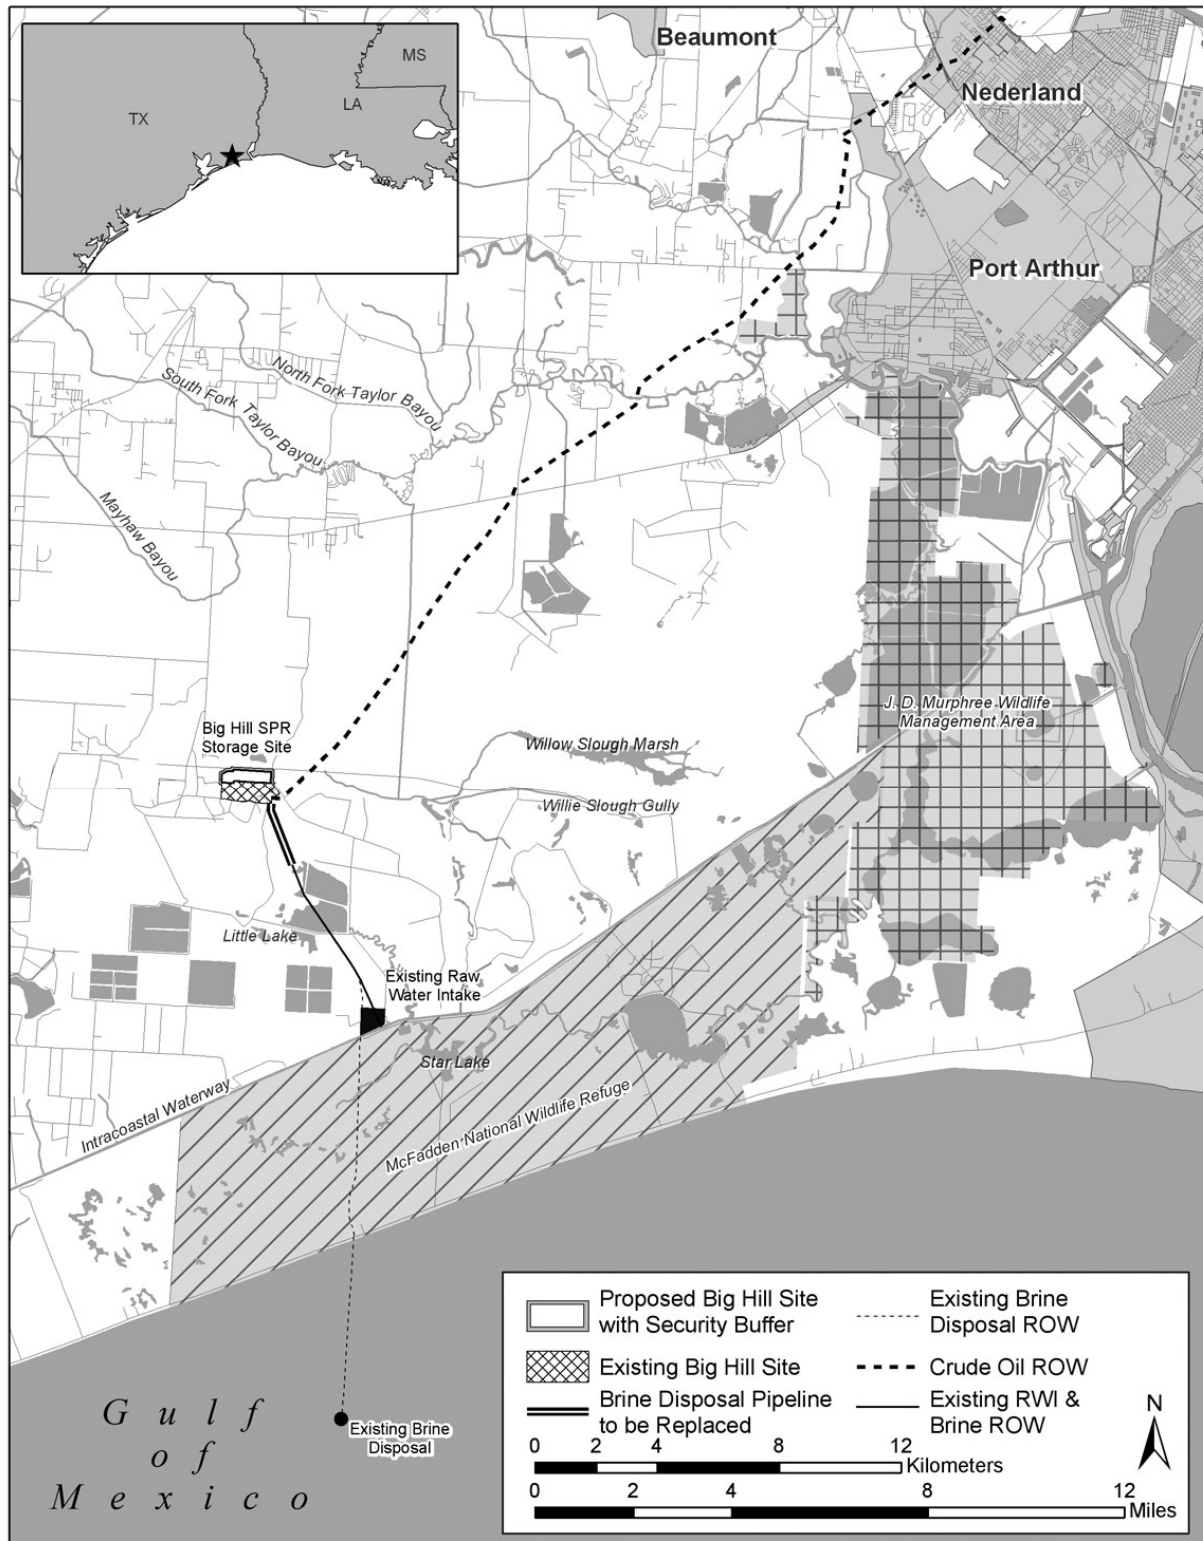 TX
LA
MS
Beaumont
Nederland
Port Arthur
North Fork Taylor Bayou
South Fork Taylor Bayou
Mayhaw Bayou
J. D. Murphree Wildlife
Management Area
Big Hill SPR
Storage Site
Willow Slough Marsh
Willie Slough Gully
Little Lake
Existing Raw
Water Intake
Star Lake
Intracoastal Waterway
McFadden National Wildlife Refuge
Gulf
of
Mexico
Existing Brine
Disposal
Proposed Big Hill Site
with Security Buffer
Existing Big Hill Site
Brine Disposal Pipeline
to be Replaced
Existing Brine
Disposal ROW
Crude Oil ROW
Existing RWI &
Brine ROW
N
0 2 4 8 12
Kilometers
0 2 4 8 12
Miles